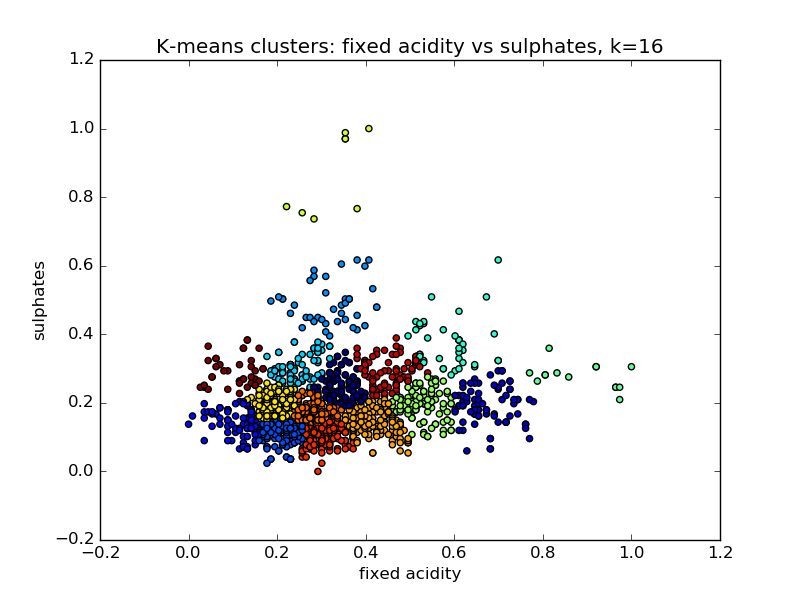 K-means clusters: fixed acidity vs sulphates, k=16
1.2
1.0
0.8
0.6
0.4
0.2
0.0
−0.2
sulphates
−0.2 0.0 0.2 0.4 0.6 0.8 1.0 1.2
fixed acidity